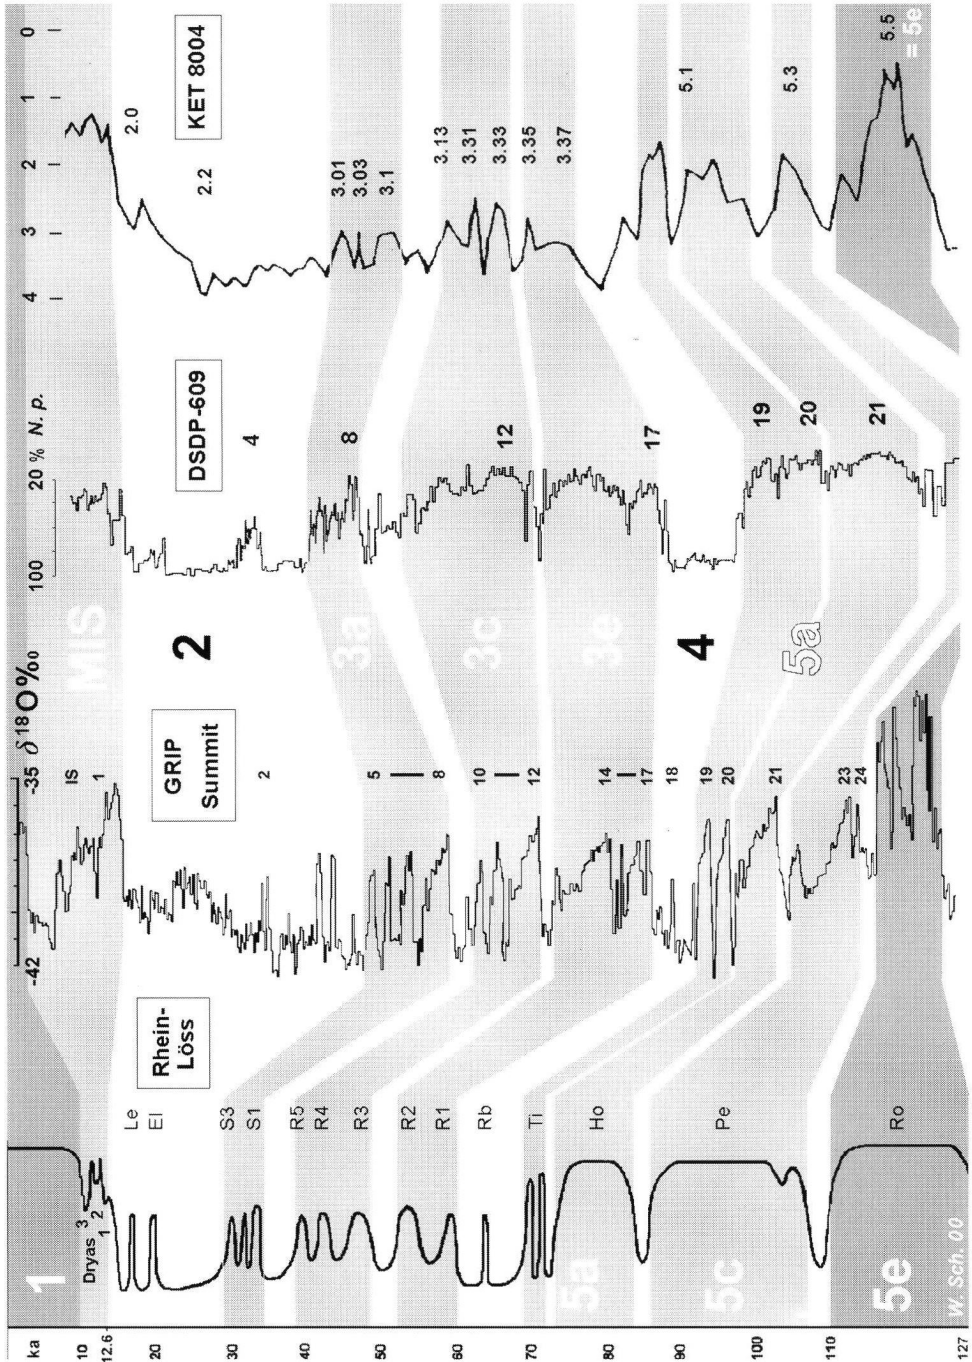 0 1 2 3 4
KET 8004
2.0
2.2
3.01
3.03
3.1
3.13
3.31
3.33
3.35
3.37
5.1
5.3
5.5
= 5e
100 20 % N. p.
DSDP-609
4
8
12
17
19
20
21
MIS
2
3a
3c
3e
4
5a
-42 -35 δ 18 O‰
GRIP
Summit
IS
1
2
5
8
10
12
14
17
18
19
20
21
23
24
Rhein-
Löss
Le
El
S3
S1
R5
R4
R3
R2
R1
Rb
Ti
Ho
Pe
Ro
1
Dryas 3
1 2
5a
5c
5e
W. Sch. 00
ka
10
12.6
20
30
40
50
60
70
80
90
100
110
127